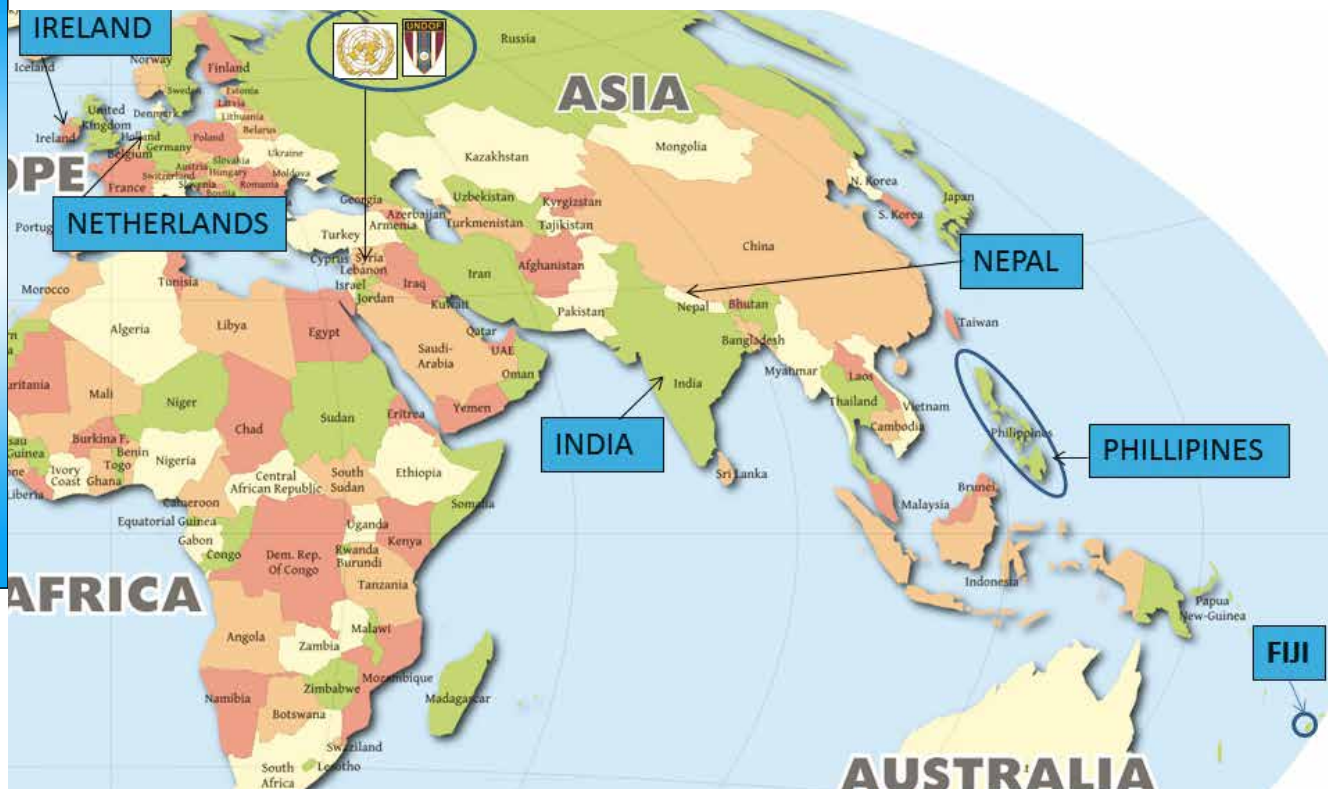 IRELAND
Iceland
Norway
Finland
UNDOF
Russia
ASIA
Sweden
Estonia
Latvia
Lithuania
Belarus
United
Kingdom
Denmark
Ireland
Holland
Belgium
Germany
Poland
Ukraine
Slovakia
Austria
Hungary
Moldova
Switzerland
Slovenia
Romania
Bosnia
OPE
France
Kazakhstan
Mongolia
NETHERLANDS
Portug
Georgia
Azerbaijan
Armenia
Turkey
Uzbekistan
Kyrgizstan
Turkmenistan
Tajikistan
N. Korea
S. Korea
Japan
China
NEPAL
Cyprus
Syria
Lebanon
Israel
Jordan
Iraq
Iran
Kuwait
Afghanistan
Pakistan
Nepal
Bhutan
Bangladesh
Taiwan
Morocco
Tunisia
Algeria
Libya
Egypt
Qatar
UAE
Saudi-
Arabia
Oman
Yemen
India
INDIA
Myanmar
Laos
Thailand
Vietnam
Cambodia
Philippines
PHILLIPINES
Sri Lanka
uritania
Mali
Niger
Chad
Sudan
Eritrea
Burkina F.
Benin
Togo
Guinea
Ivory
Coast
Ghana
Liberia
Nigeria
Central
African Republic
South
Sudan
Ethiopia
Somalia
Cameroon
Equatorial Guinea
Gabon
Congo
Dem. Rep.
Of Congo
Uganda
Kenya
Rwanda
Burundi
Tanzania
Malaysia
Brunei
Indonesia
Papua
New-Guinea
AFRICA
Angola
Zambia
Malawi
Mozambique
Zimbabwe
Madagascar
Namibia
Botswana
Swaziland
Lesotho
South
Africa
FIJI
AUSTRALIA